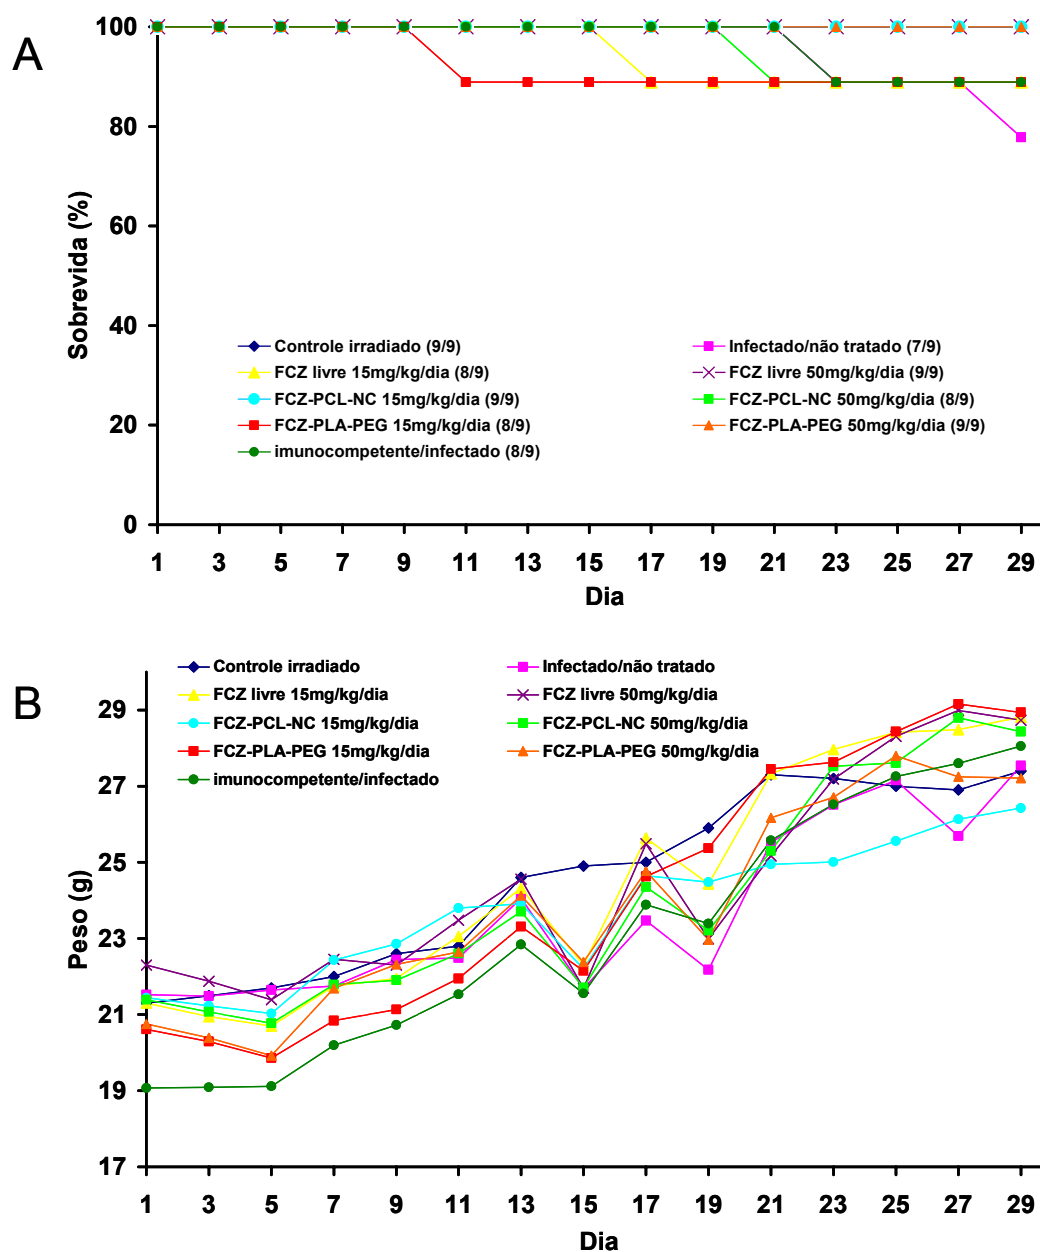 A
100
80
60
40
20
0
Sobrevida (%)
Controle irradiado (9/9) Infectado/não tratado (7/9)
FCZ livre 15mg/kg/dia (8/9) FCZ livre 50mg/kg/dia (9/9)
FCZ-PCL-NC 15mg/kg/dia (9/9) FCZ-PCL-NC 50mg/kg/dia (8/9)
FCZ-PLA-PEG 15mg/kg/dia (8/9) FCZ-PLA-PEG 50mg/kg/dia (9/9)
imunocompetente/infectado (8/9)
1 3 5 7 9 11 13 15 17 19 21 23 25 27 29
Dia
B
Controle irradiado Infectado/não tratado
FCZ livre 15mg/kg/dia FCZ livre 50mg/kg/dia
FCZ-PCL-NC 15mg/kg/dia FCZ-PCL-NC 50mg/kg/dia
FCZ-PLA-PEG 15mg/kg/dia FCZ-PLA-PEG 50mg/kg/dia
imunocompetente/infectado
29
27
25
23
21
19
17
Peso (g)
1 3 5 7 9 11 13 15 17 19 21 23 25 27 29
Dia